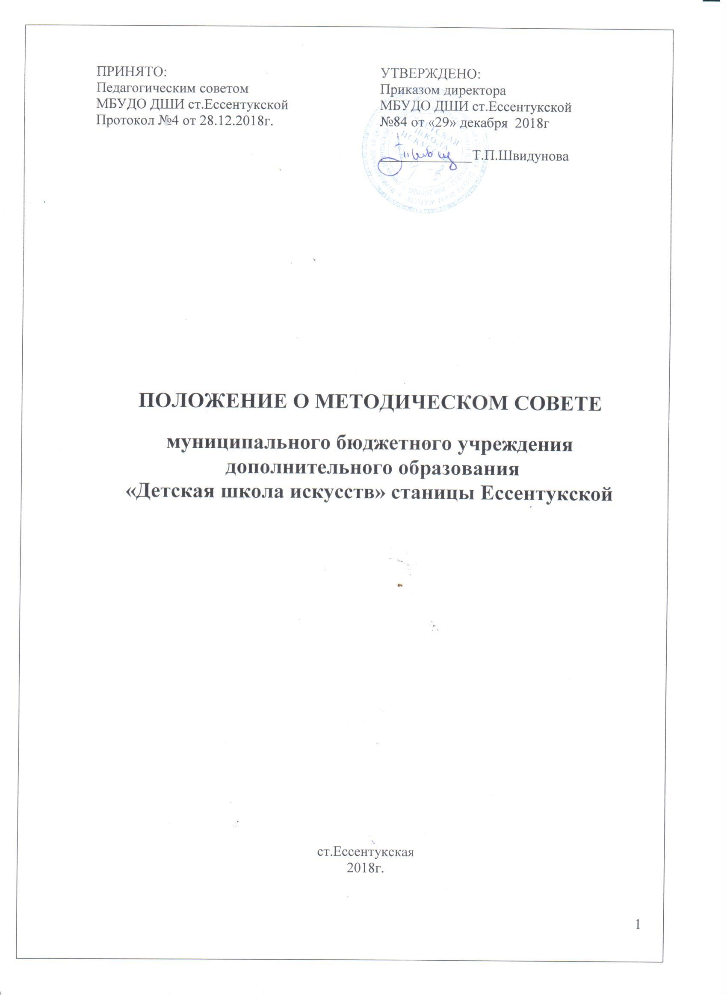 ПРИНЯТО:
Педагогическим советом
МБУДО ДШИ ст.Ессентукской
Протокол №4 от 28.12.2018г.
УТВЕРЖДЕНО:
Приказом директора
МБУДО ДШИ ст.Ессентукской
№84 от «29» декабря 2018г
Т.П.Швидунова
ДЕТСКАЯ
ШКОЛА
ПОЛОЖЕНИЕ О МЕТОДИЧЕСКОМ СОВЕТЕ
муниципального бюджетного учреждения
дополнительного образования
«Детская школа искусств» станицы Ессентукской
ст.Ессентукская
2018г.
1